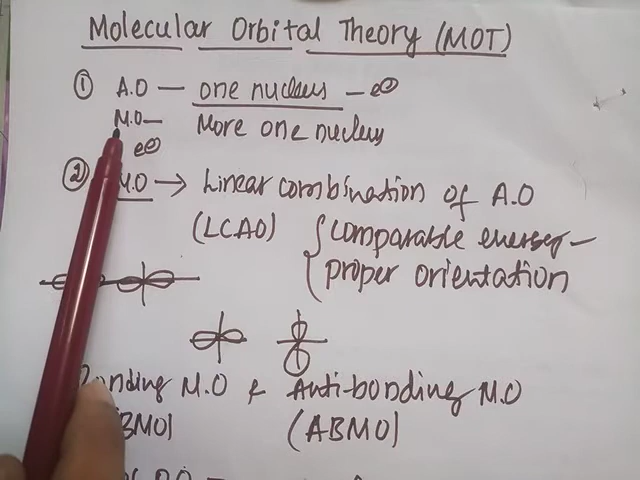 Molecular Orbital Theory (MOT)
① A.O — one nucleus — e⊖
M.O — More one nucleus
e⊖
② M.O → Linear combination of A.O
(LCAO) { comparable energy —
proper orientation
Bonding M.O & Anti-bonding M.O
BMO) (ABMO)